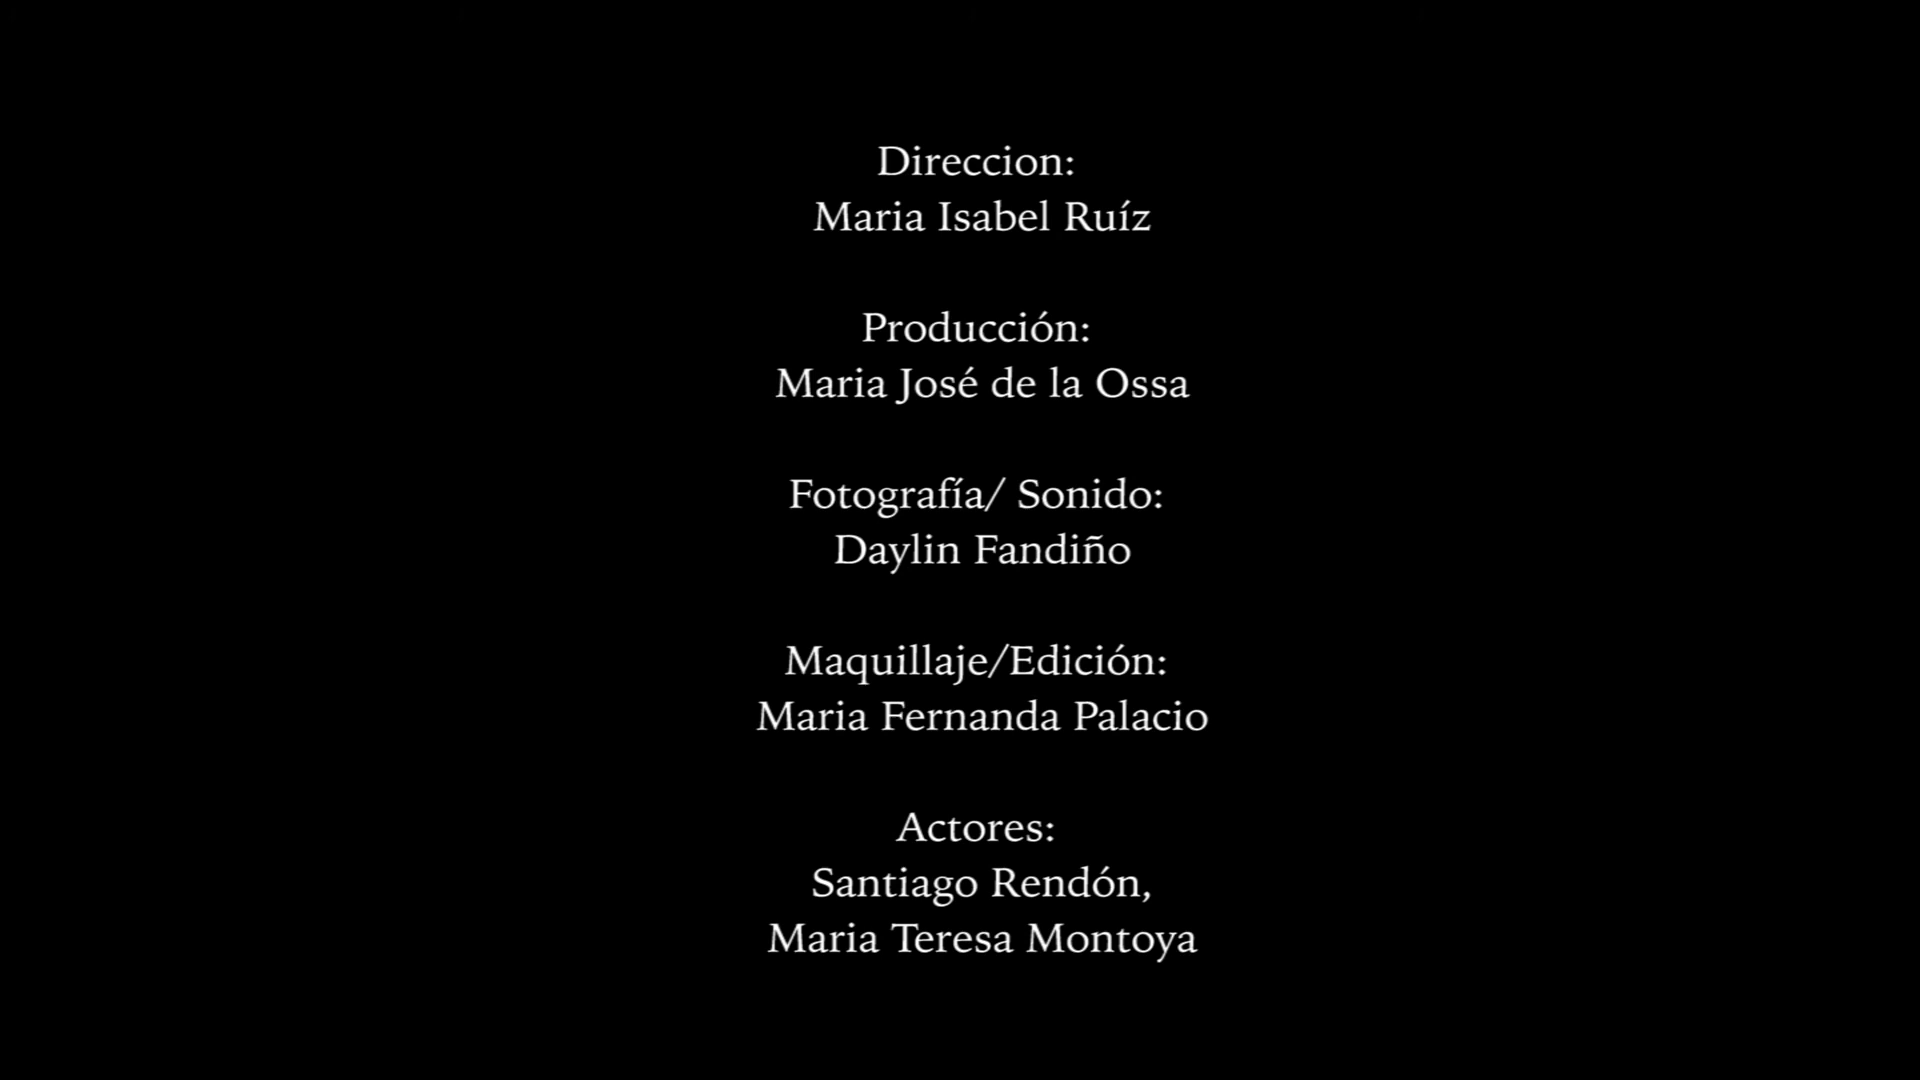 Direccion:
Maria Isabel Ruíz
Producción:
Maria José de la Ossa
Fotografía/ Sonido:
Daylin Fandiño
Maquillaje/Edición:
Maria Fernanda Palacio
Actores:
Santiago Rendón,
Maria Teresa Montoya